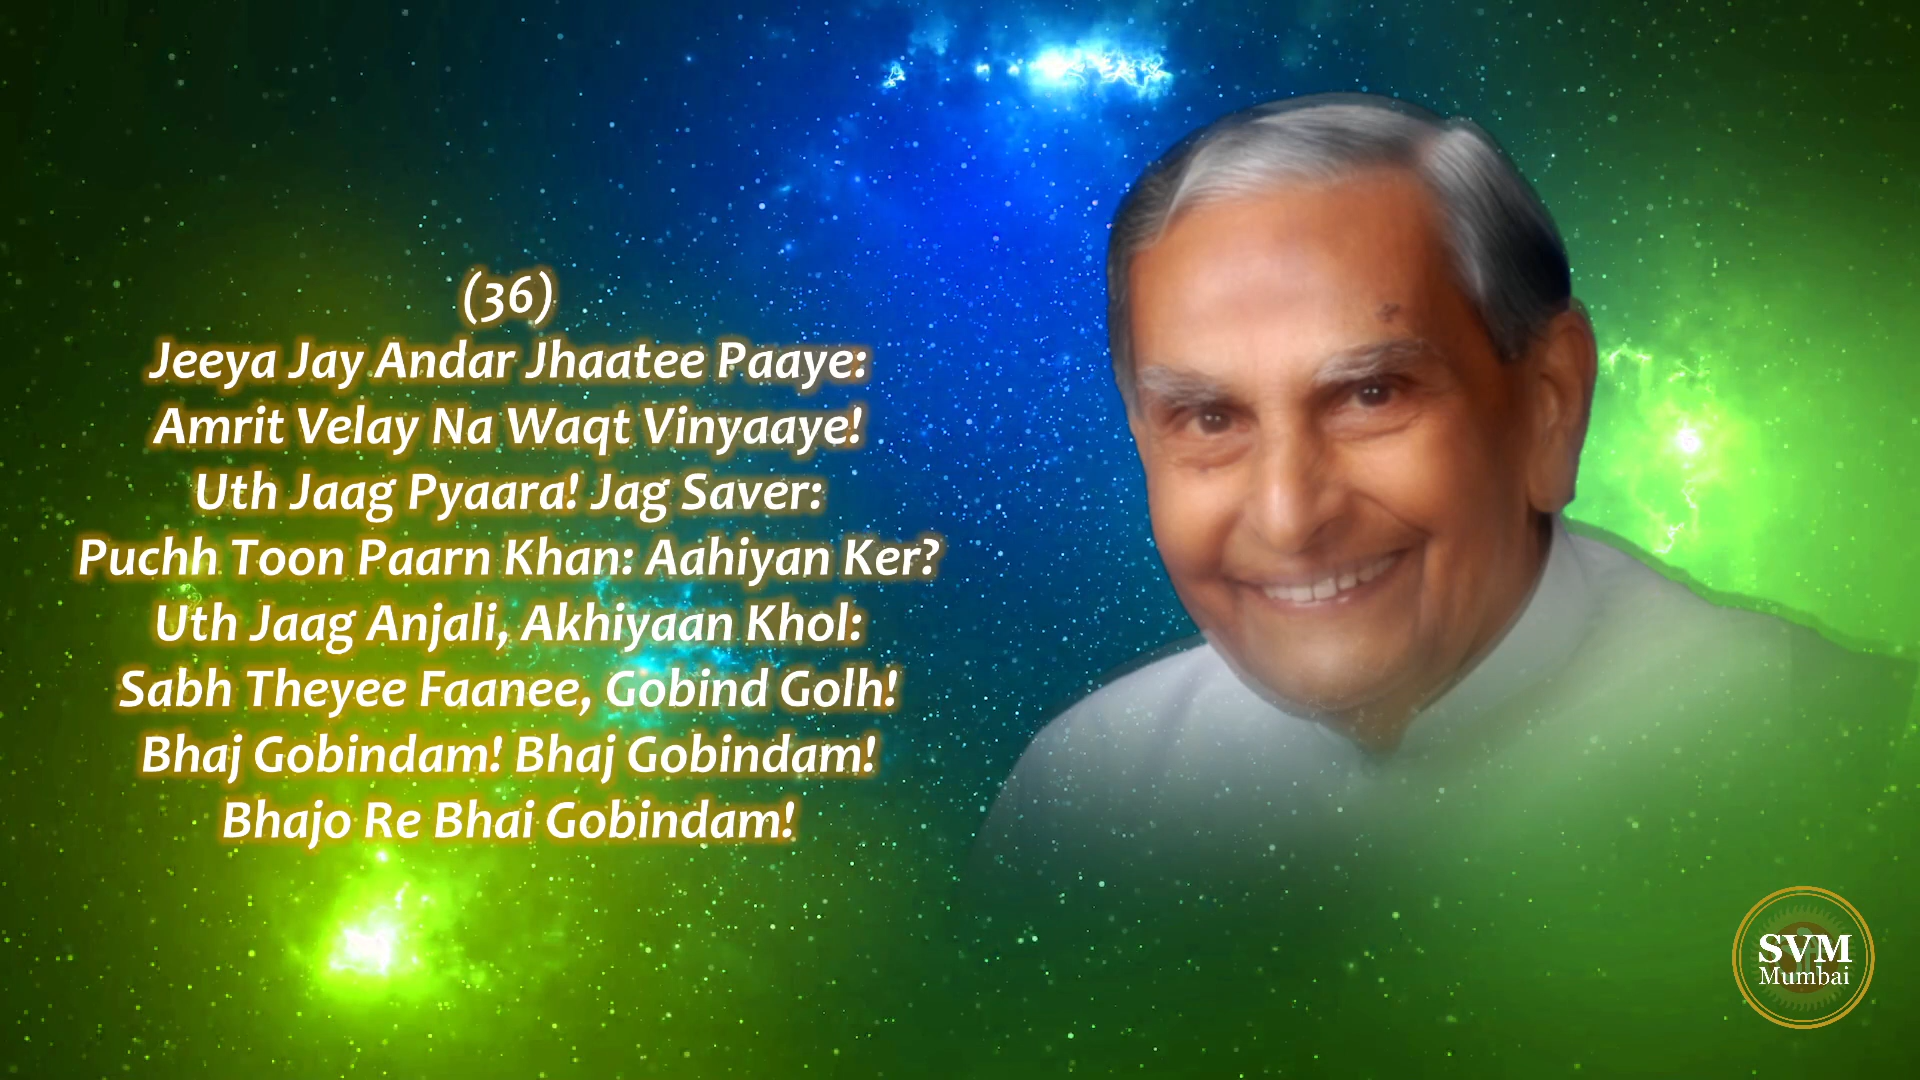 (36)
Jeeya Jay Andar Jhaatee Paaye:
Amrit Velay Na Waqt Vinyaaye!
Uth Jaag Pyaara! Jag Saver:
Puchh Toon Paarn Khan: Aahiyan Ker?
Uth Jaag Anjali, Akhiyaan Khol:
Sabh Theyee Faanee, Gobind Golh!
Bhaj Gobindam! Bhaj Gobindam!
Bhajo Re Bhai Gobindam!
SVM
Mumbai